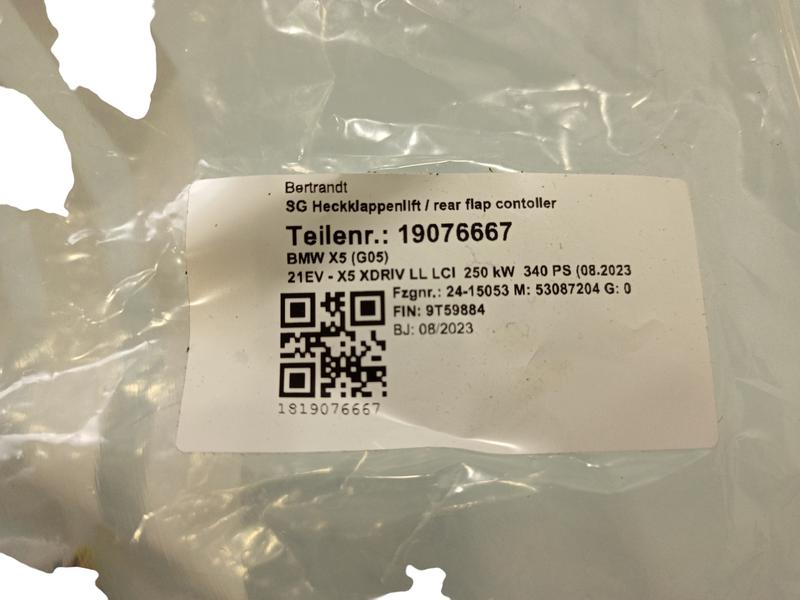 Bertrandt
SG Heckklappenlift / rear flap contoller
Teilenr.: 19076667
BMW X5 (G05)
21EV - X5 XDRIV LL LCI 250 kW 340 PS (08.2023
Fzgnr.: 24-15053 M: 53087204 G: 0
FIN: 9T59884
BJ: 08/2023
1819076667